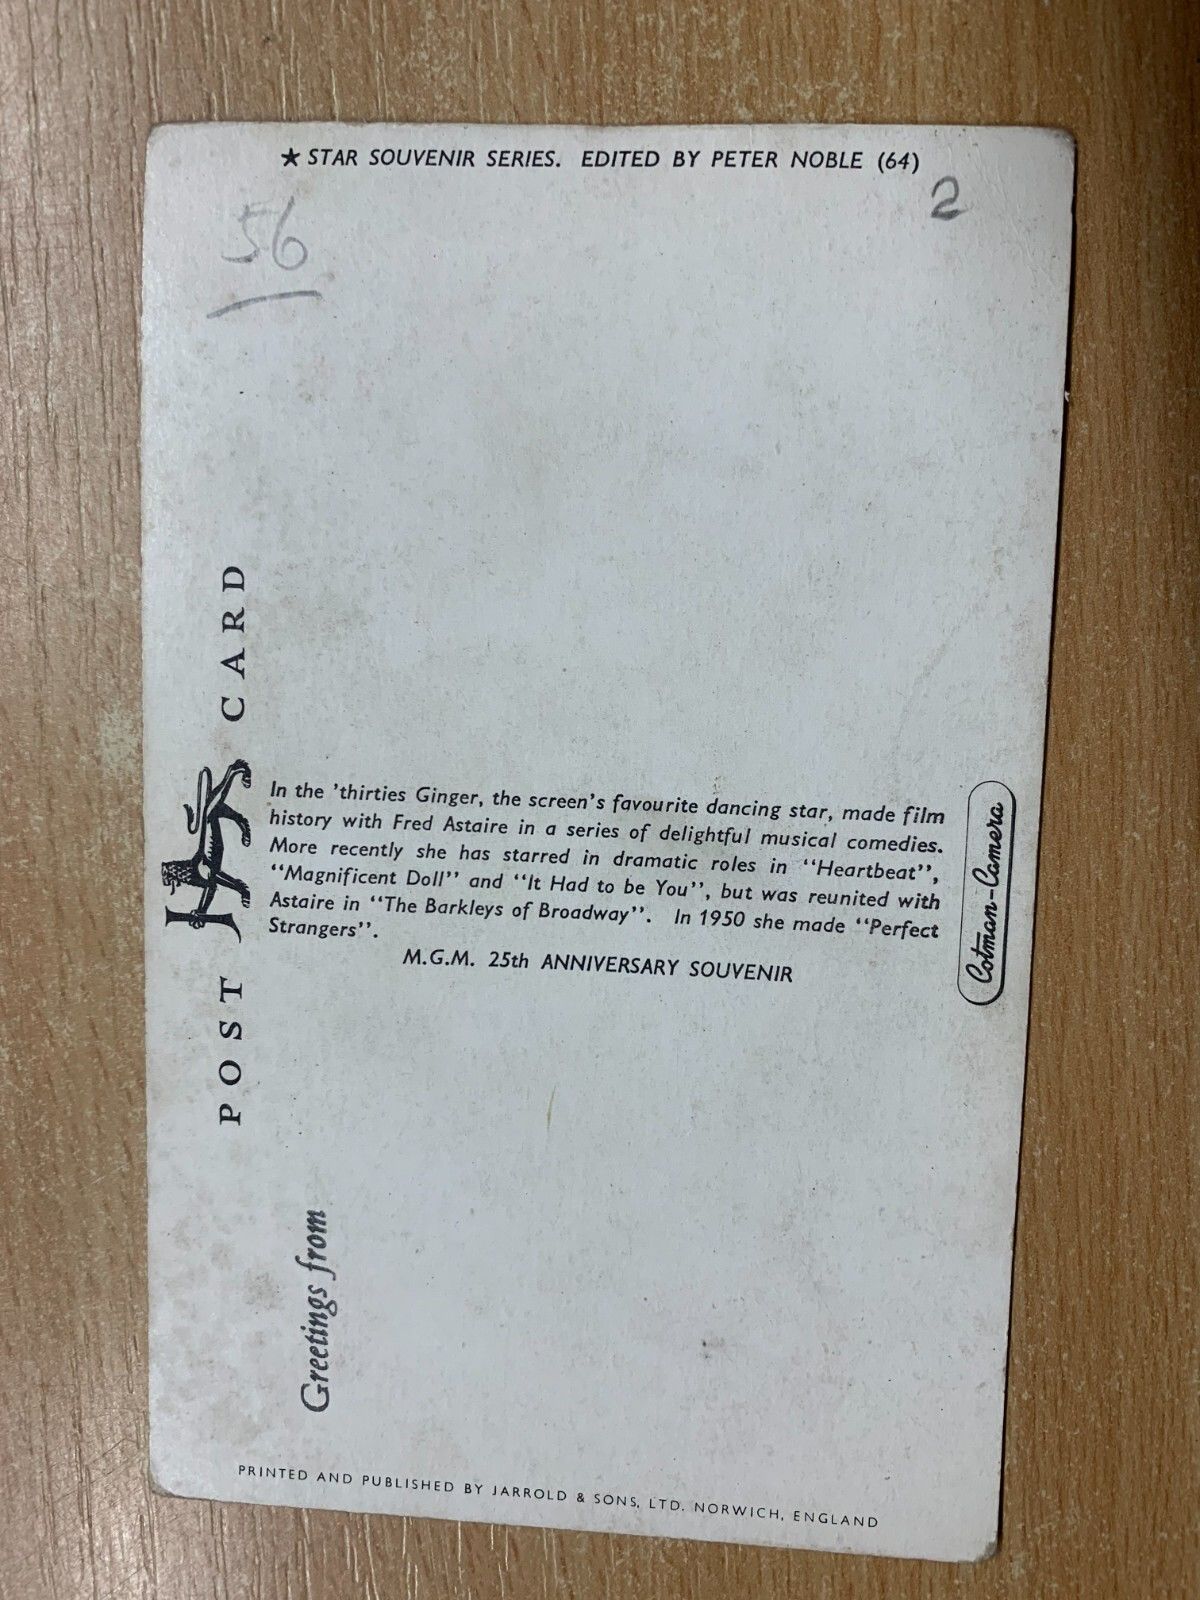 ★ STAR SOUVENIR SERIES. EDITED BY PETER NOBLE (64)
56
2
POST CARD
In the 'thirties Ginger, the screen's favourite dancing star, made film
history with Fred Astaire in a series of delightful musical comedies.
More recently she has starred in dramatic roles in "Heartbeat",
"Magnificent Doll" and "It Had to be You", but was reunited with
Astaire in "The Barkleys of Broadway". In 1950 she made "Perfect
Strangers".
M.G.M. 25th ANNIVERSARY SOUVENIR
Cotman-Camera
Greetings from
PRINTED AND PUBLISHED BY JARROLD & SONS, LTD. NORWICH, ENGLAND